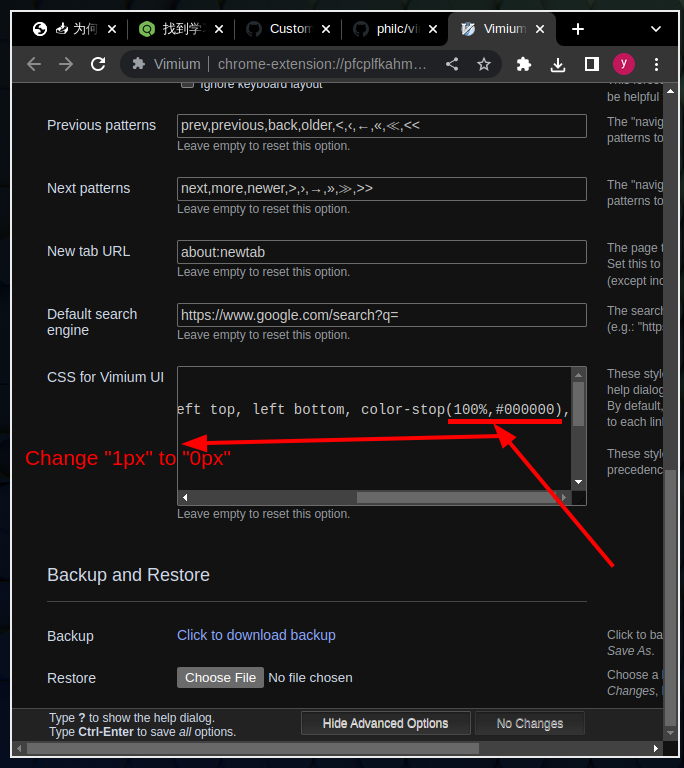 为何
找到学
Custom
philc/vi
Vimium
Vimium | chrome-extension://pfcplfkahm…
y
Ignore keyboard layout
be helpful
Previous patterns
prev,previous,back,older,<,‹,←,«,≪,<<
Leave empty to reset this option.
The "navig
patterns to
Next patterns
next,more,newer,>,›,→,»,≫,>>
Leave empty to reset this option.
The "navig
patterns to
New tab URL
about:newtab
Leave empty to reset this option.
The page t
Set this to
(except inc
Default search
engine
https://www.google.com/search?q=
Leave empty to reset this option.
The search
(e.g.: "http
CSS for Vimium UI
eft top, left bottom, color-stop(100%,#000000),
Change "1px" to "0px"
Leave empty to reset this option.
These style
help dialog
By default,
to each link
These style
precedenc
Backup and Restore
Backup
Click to download backup
Click to ba
Save As.
Restore
Choose File No file chosen
Choose a
Changes,
Type ? to show the help dialog.
Type Ctrl-Enter to save all options.
Hide Advanced Options
No Changes